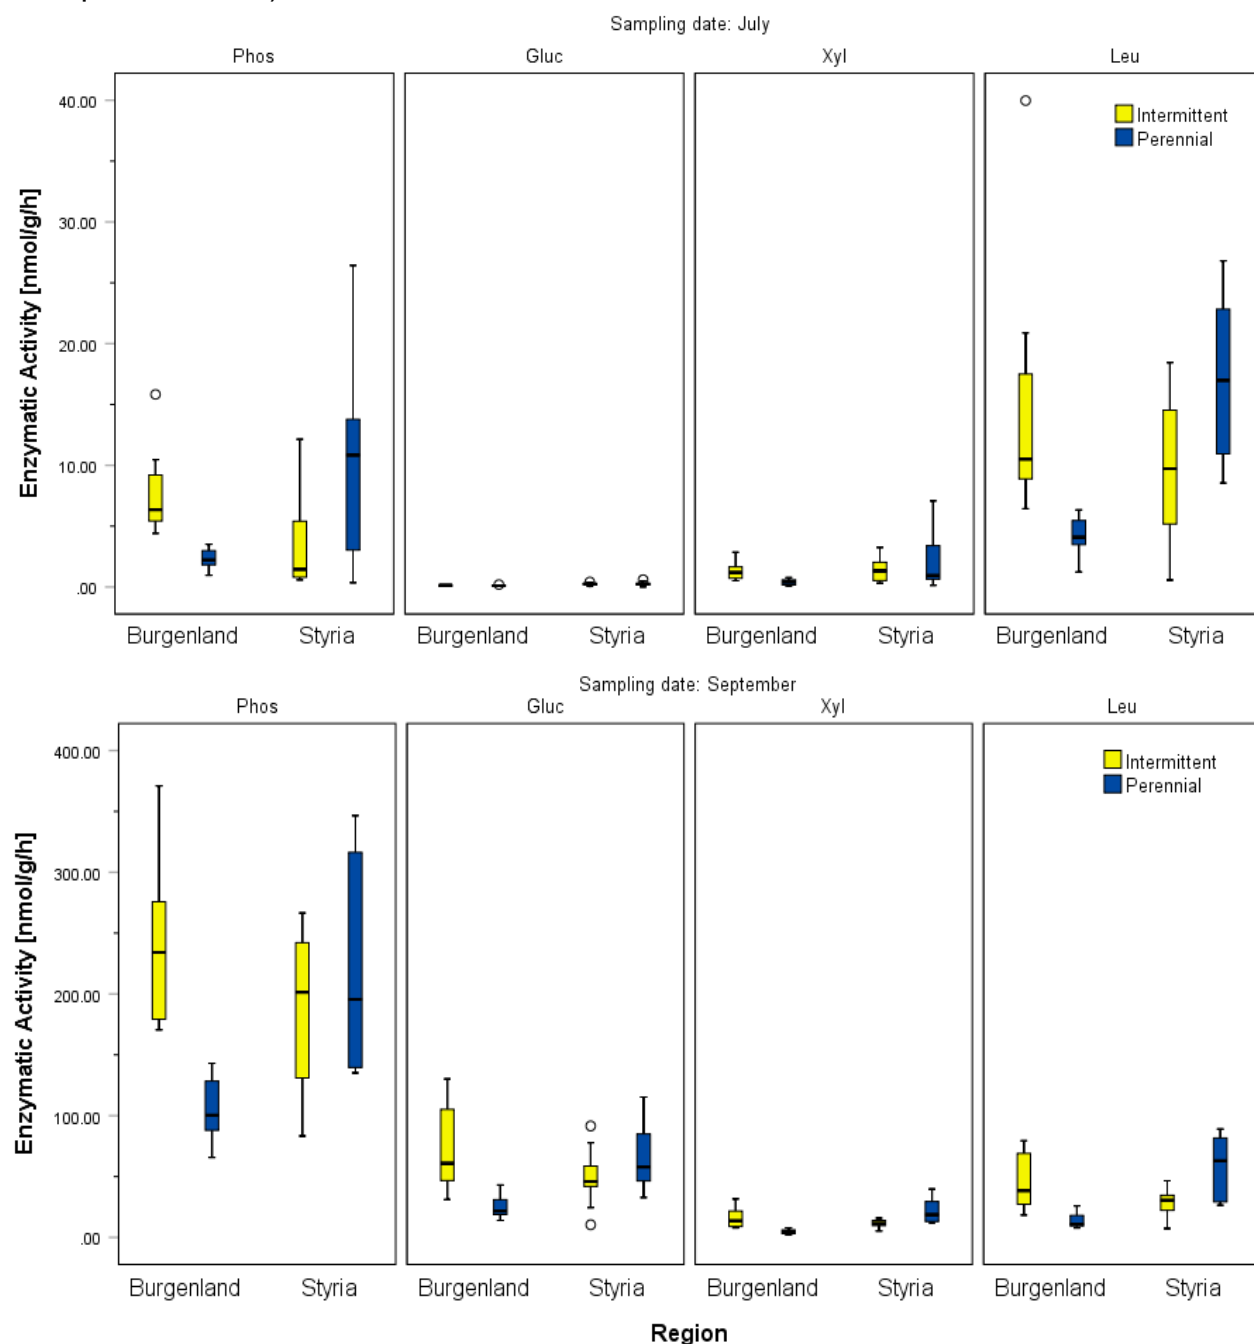 Sampling date: July
Phos Gluc Xyl Leu
Enzymatic Activity [nmol/g/h]
40.00
30.00
20.00
10.00
.00
Intermittent
Perennial
Burgenland Styria Burgenland Styria Burgenland Styria Burgenland Styria
Sampling date: September
Phos Gluc Xyl Leu
Enzymatic Activity [nmol/g/h]
400.00
300.00
200.00
100.00
.00
Intermittent
Perennial
Burgenland Styria Burgenland Styria Burgenland Styria Burgenland Styria
Region